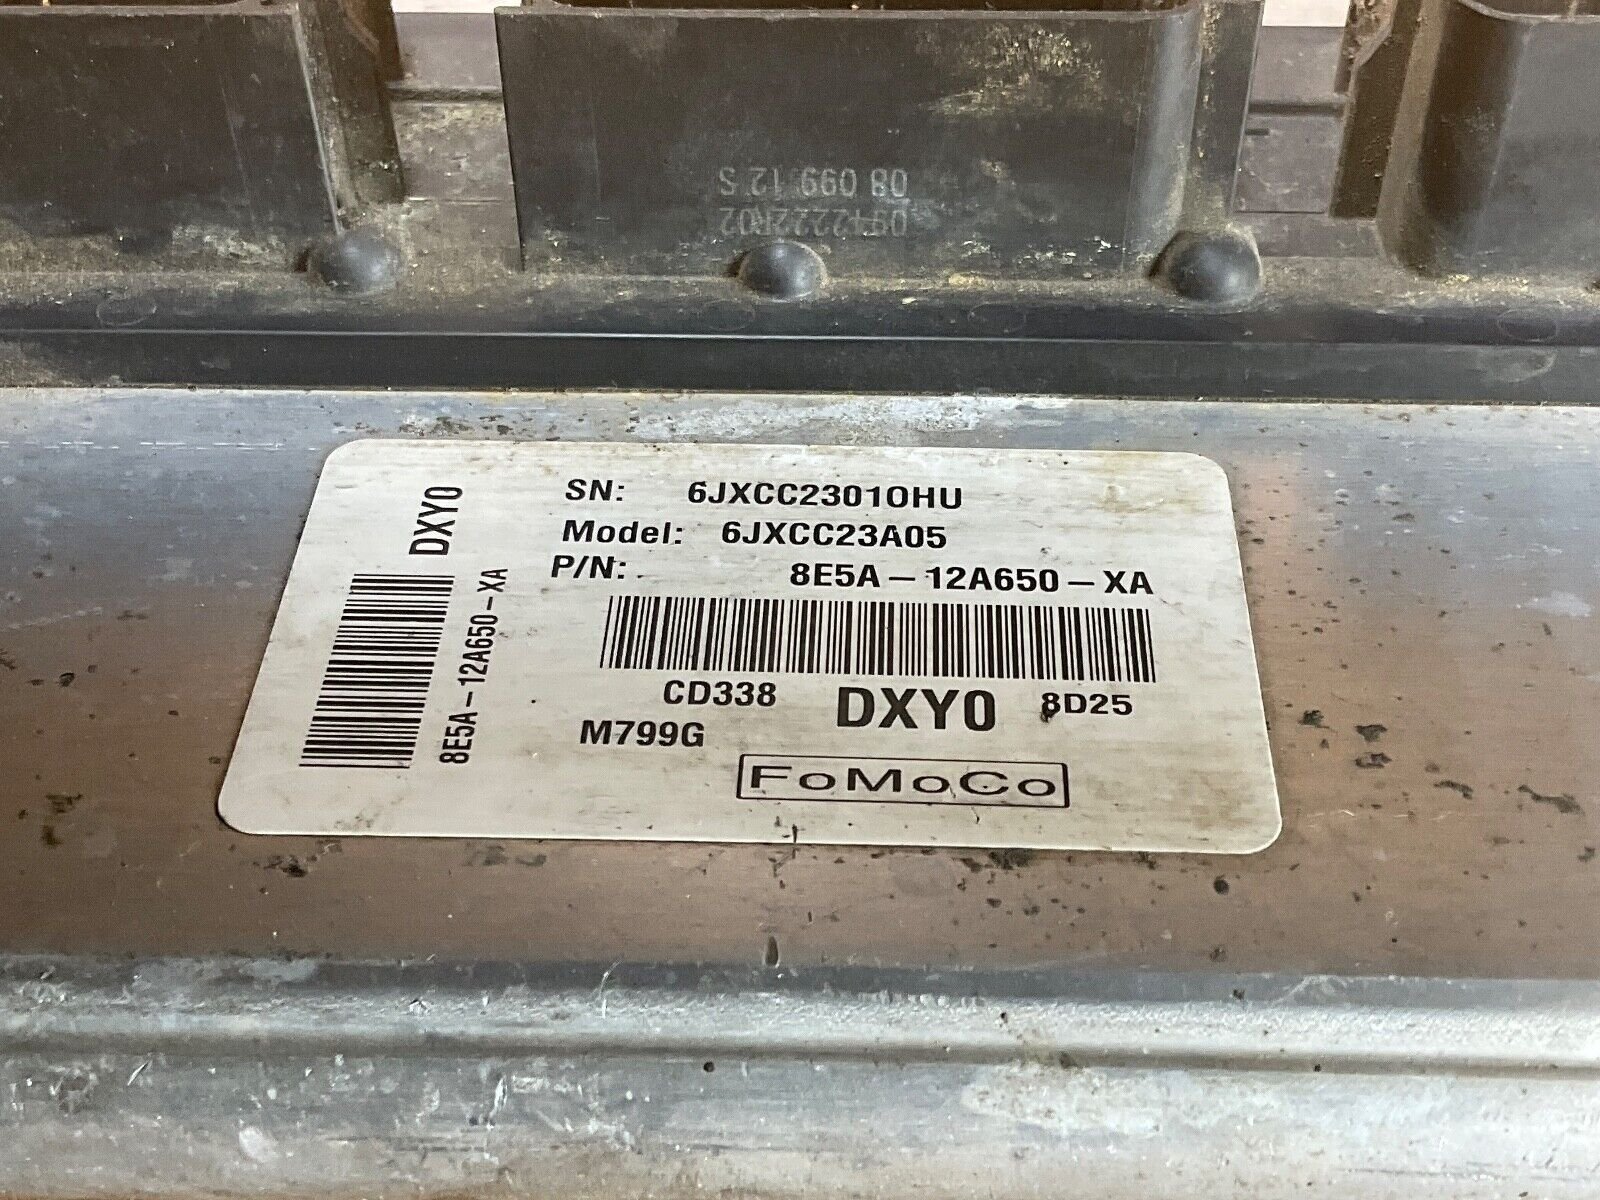 08 099 12 S
SN: 6JXCC23010HU
Model: 6JXCC23A05
P/N: 8E5A-12A650-XA
CD338 DXY0 8D25
M799G
FoMoCo
DXY0
8E5A-12A650-XA